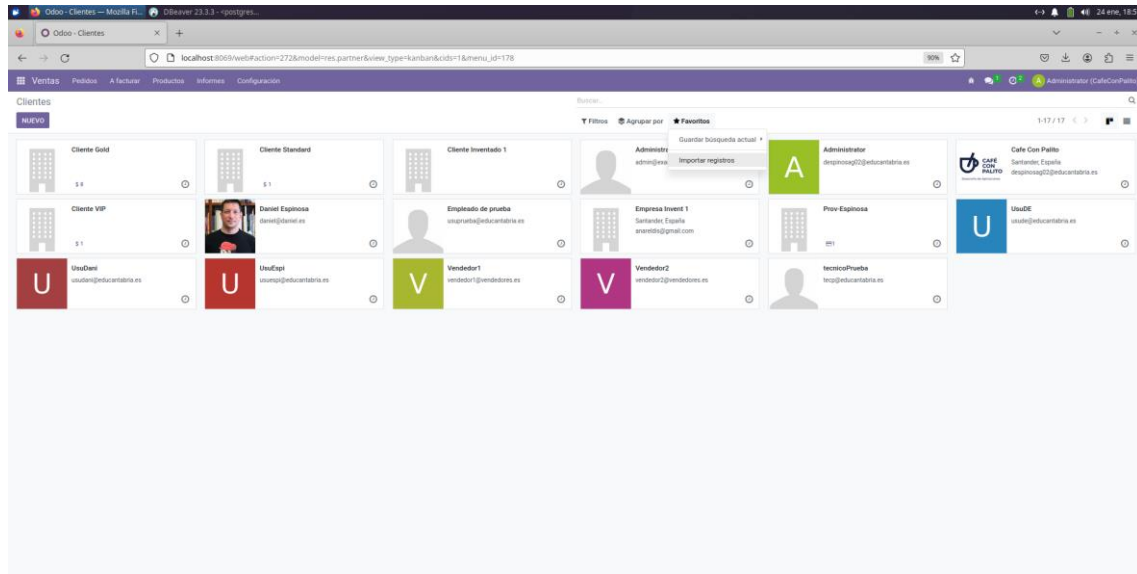 Odoo - Clientes — Mozilla Fi... DBeaver 23.3.3 - <postgres...
24 ene, 18:5
Odoo - Clientes
localhost:8069/web#action=272&model=res.partner&view_type=kanban&cids=1&menu_id=178
90%
Ventas Pedidos A facturar Productos Informes Configuración
1 2 A Administrator (CafeConPalito
Clientes
Buscar...
NUEVO
Filtros Agrupar por Favoritos
1-17 / 17
Guardar búsqueda actual
Importar registros
Cliente Gold
Cliente Standard
$ 1
Cliente Inventado 1
Administra
admin@exa
A
Administrator
despinosag02@educantabria.es
CAFÉ
CON
PALITO
Cafe Con Palito
Santander, España
despinosag02@educantabria.es
Cliente VIP
$ 1
Daniel Espinosa
daniel@daniel.es
Empleado de prueba
usuprueba@educantabria.es
Empresa Invent 1
Santander, España
Prov-Espinosa
1
U
UsuDE
usude@educantabria.es
U
UsuDani
usudani@educantabria.es
U
UsuEspi
usuespi@educantabria.es
V
Vendedor1
vendedor1@vendedores.es
V
Vendedor2
vendedor2@vendedores.es
tecnicoPrueba
tecp@educantabria.es